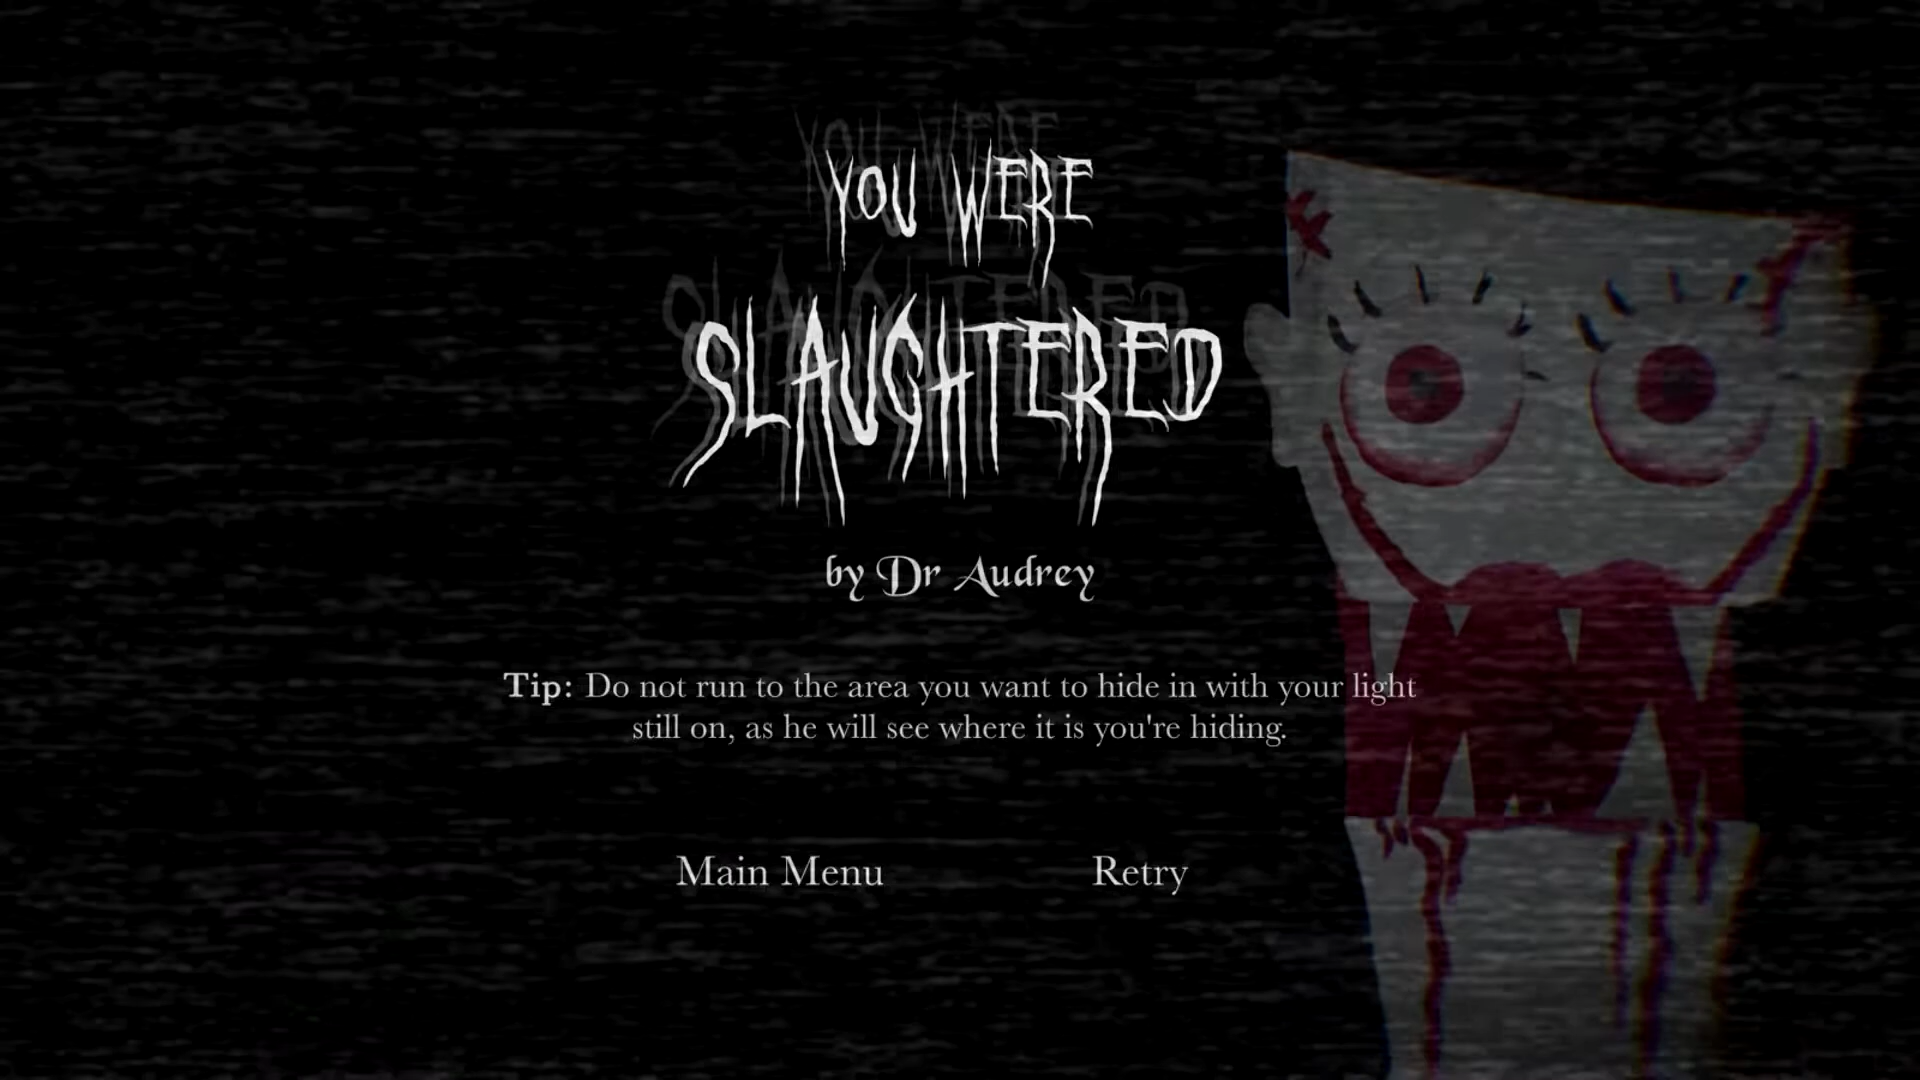 YOU WERE
SLAUGHTERED
by Dr Audrey
Tip: Do not run to the area you want to hide in with your light
still on, as he will see where it is you're hiding.
Main Menu
Retry